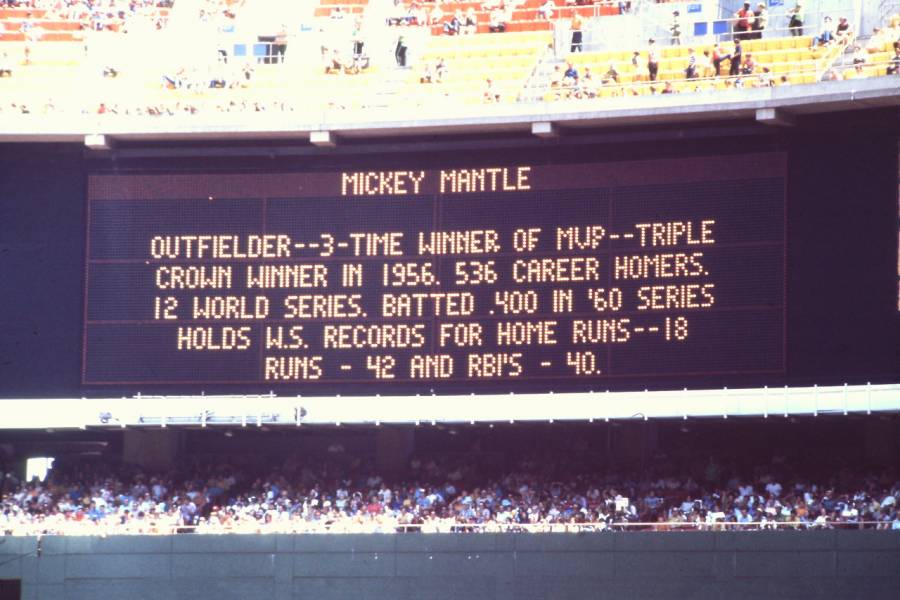 MICKEY MANTLE
OUTFIELDER--3-TIME WINNER OF MVP--TRIPLE
CROWN WINNER IN 1956. 536 CAREER HOMERS.
12 WORLD SERIES. BATTED .400 IN '60 SERIES
HOLDS W.S. RECORDS FOR HOME RUNS--18
RUNS - 42 AND RBI'S - 40.